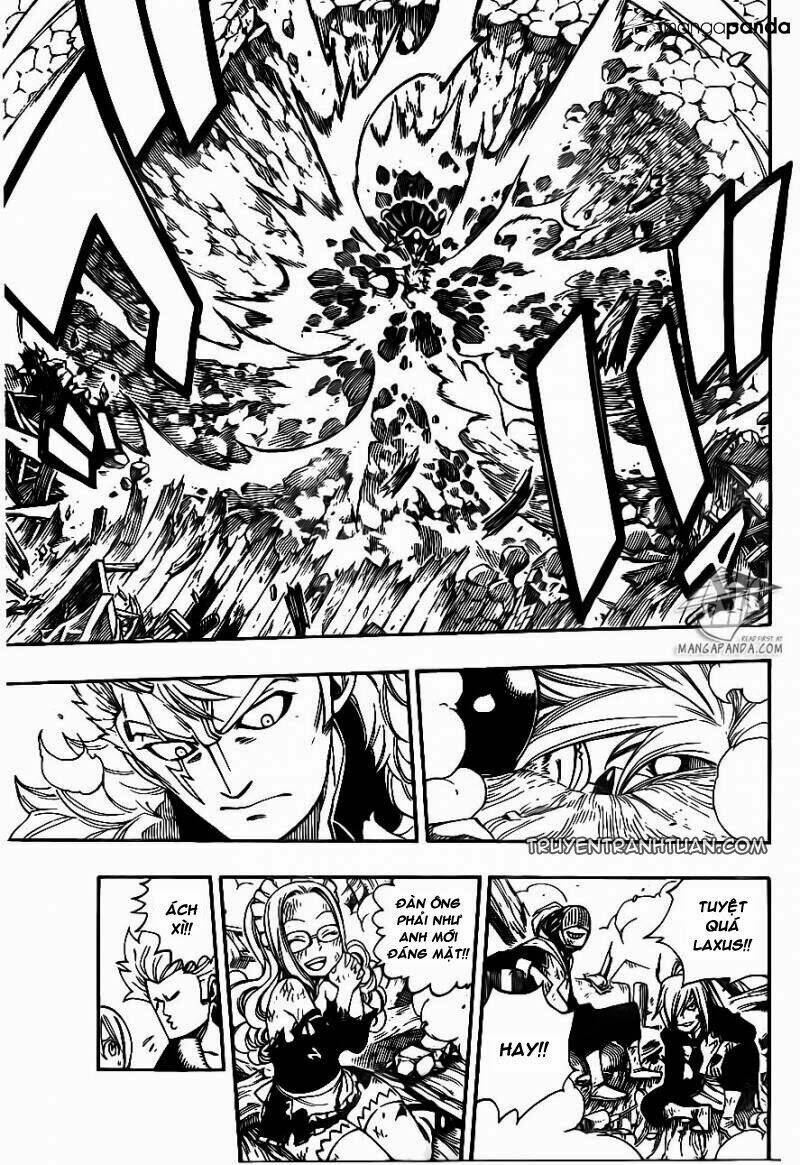 mangapanda
READ FIRST AT
MANGAPANDA.COM
TRUYENTRANHTUAN.COM
TUYỆT
QUÁ
LAXUS!!
HAY!!
ĐÀN ÔNG
PHẢI NHƯ
ANH MỚI
ĐÁNG MẶT!!
ÁCH
XÌ!!